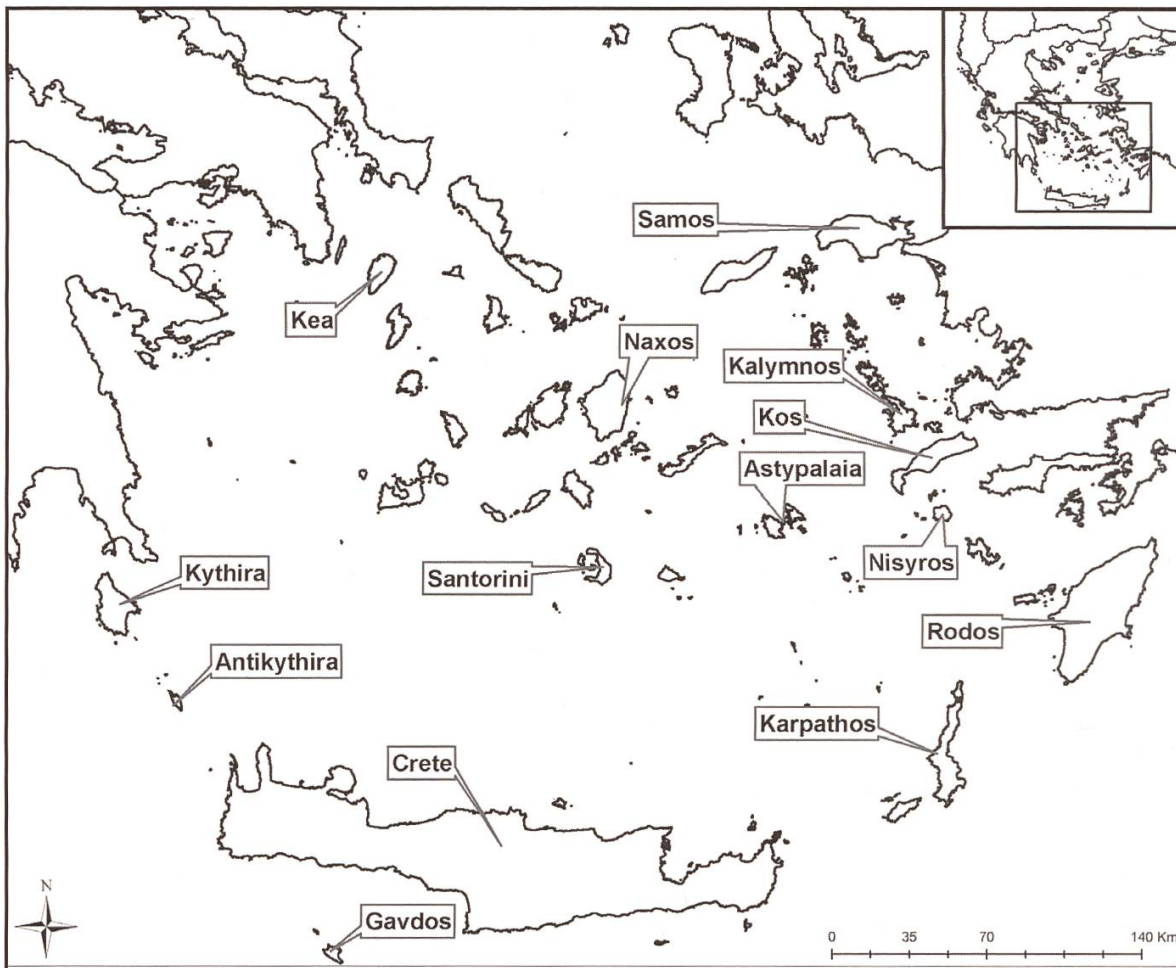 Samos
Kea
Naxos
Kalymnos
Kos
Astypalaia
Nisyros
Kythira
Santorini
Rodos
Antikythira
Karpathos
Crete
Gavdos
N
0 35 70 140 Km